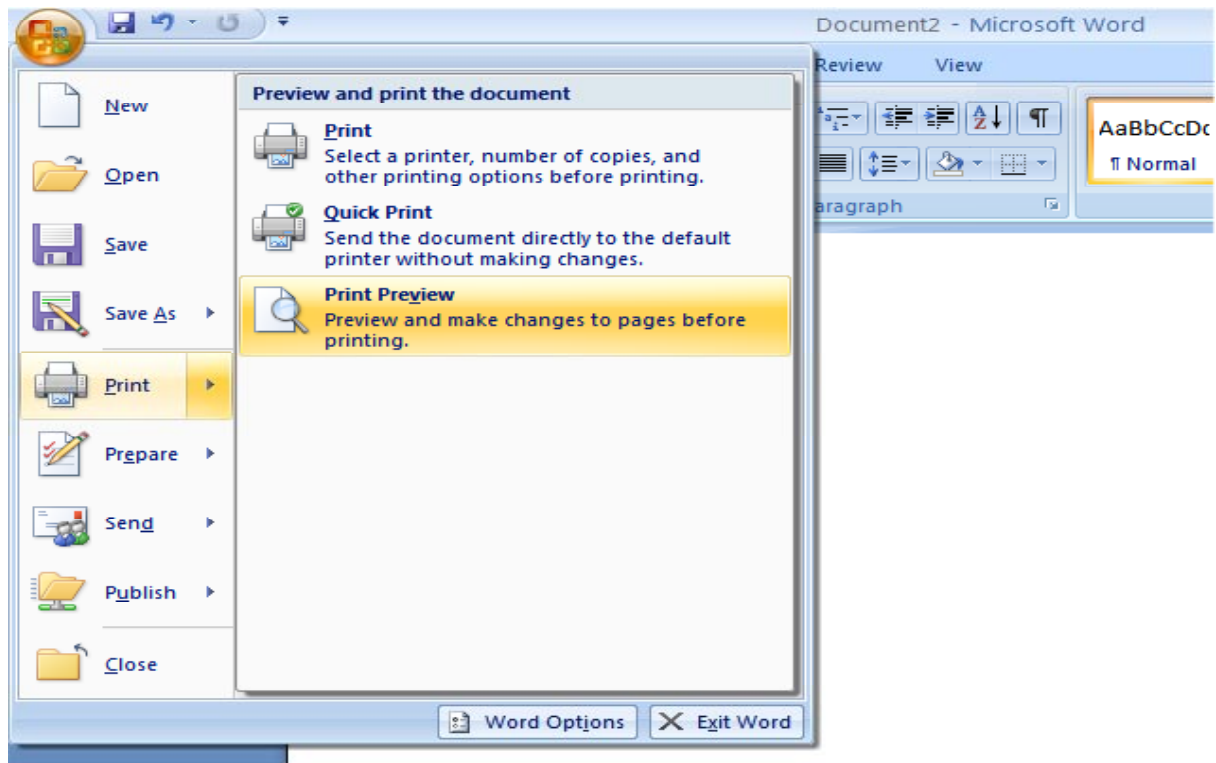 Document2 - Microsoft Word
Review View
New
Open
Save
Save As
Print
Prepare
Send
Publish
Close
Preview and print the document
Print
Select a printer, number of copies, and
other printing options before printing.
Quick Print
Send the document directly to the default
printer without making changes.
Print Preview
Preview and make changes to pages before
printing.
AaBbCcDc
¶ Normal
aragraph
Word Options Exit Word